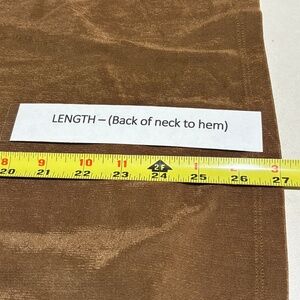 LENGTH – (Back of neck to hem)
8 9 10 11 2F 1 2 3
20 21 22 23 24 25 26 27